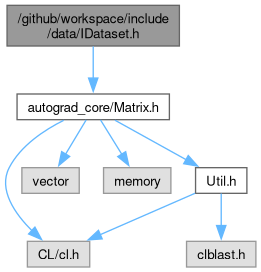 /github/workspace/include
/data/IDataset.h
autograd_core/Matrix.h
vector
memory
Util.h
CL/cl.h
clblast.h